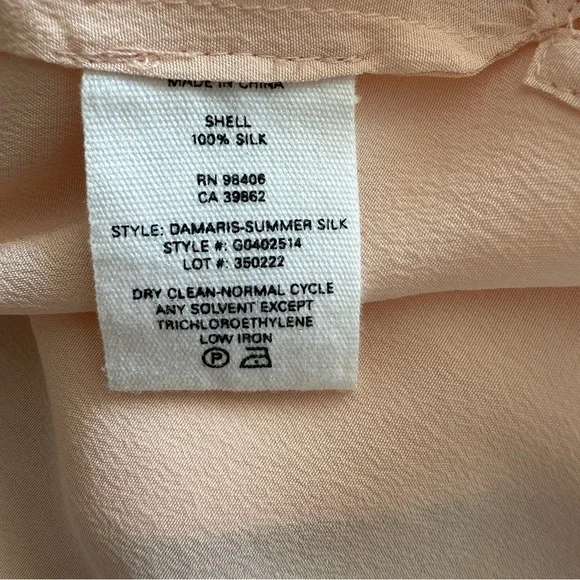 MADE IN CHINA
SHELL
100% SILK
RN 98406
CA 39862
STYLE: DAMARIS-SUMMER SILK
STYLE #: G0402514
LOT #: 350222
DRY CLEAN-NORMAL CYCLE
ANY SOLVENT EXCEPT
TRICHLOROETHYLENE
LOW IRON
P